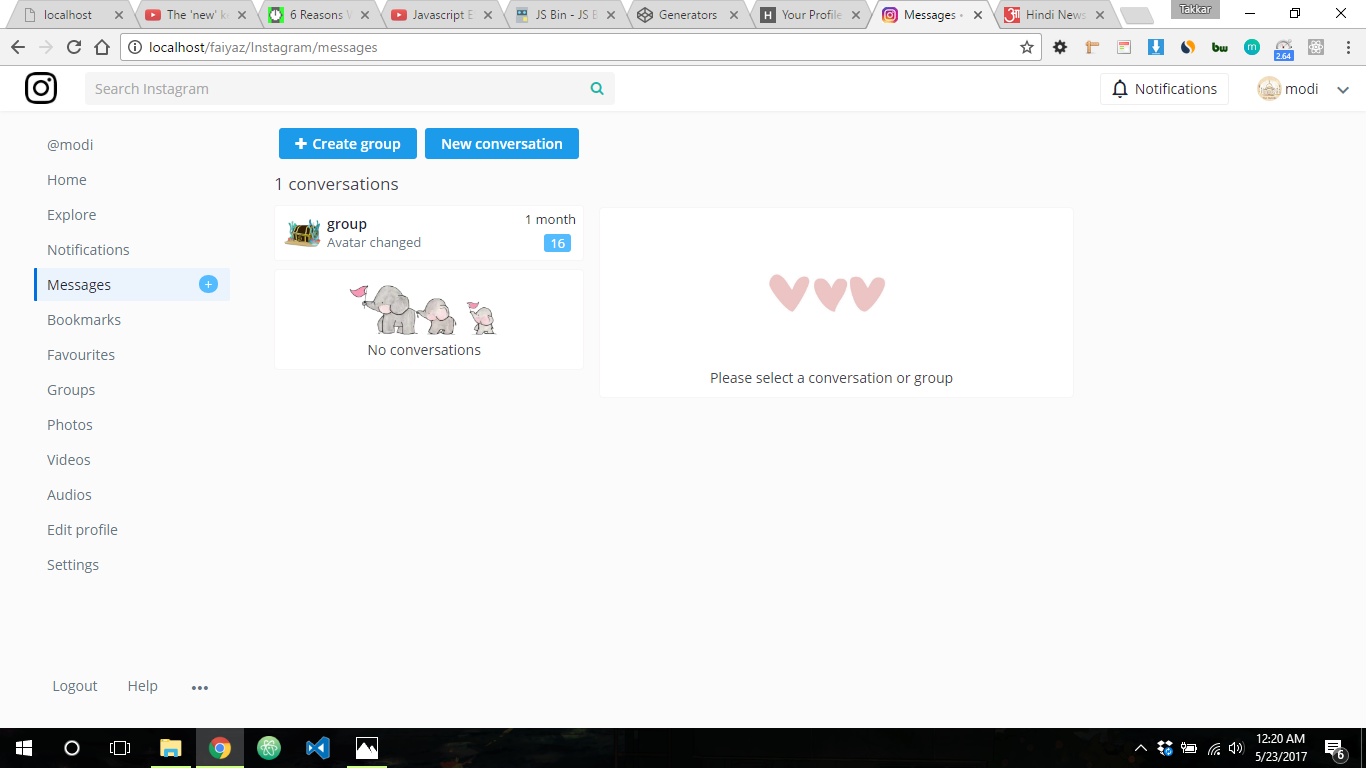 Takkar
localhost
The 'new' k
6 Reasons
Javascript E
JS Bin - JS B
Generators
Your Profile
Messages •
Hindi News
localhost/faiyaz/Instagram/messages
bw
m
2.64
Search Instagram
Notifications
modi
@modi
Home
Explore
Notifications
Messages
+
Bookmarks
Favourites
Groups
Photos
Videos
Audios
Edit profile
Settings
Logout
Help
•••
+ Create group
New conversation
1 conversations
group
1 month
Avatar changed
16
No conversations
Please select a conversation or group
12:20 AM
5/23/2017
6